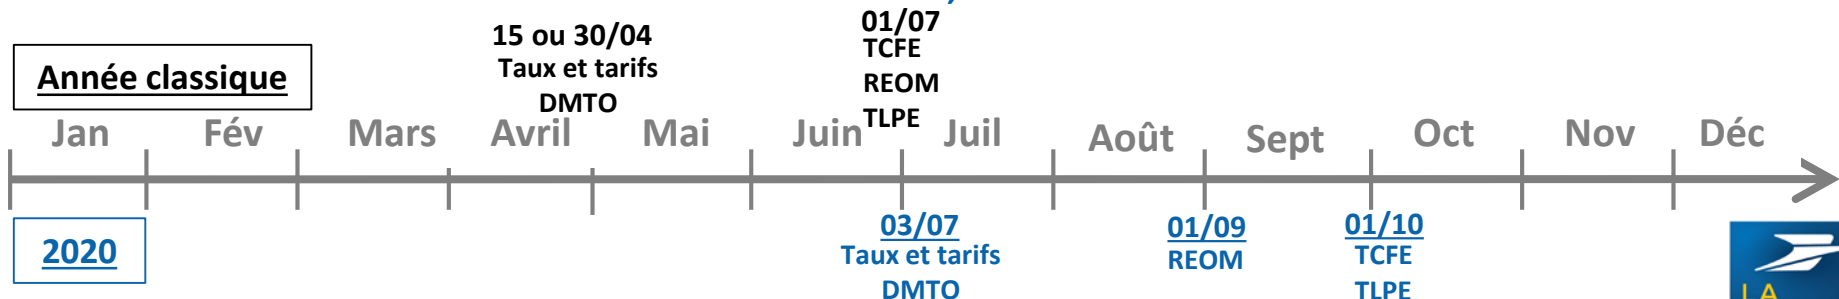 01/07
15 ou 30/04
TCFE
Taux et tarifs
Année classique
REOM
DMTO
TLPE
Jan Fév Mars Avril Mai Juin Juil Août Sept Oct Nov Déc
03/07
01/09
01/10
2020
Taux et tarifs
REOM
TCFE
DMTO
TLPE
LA